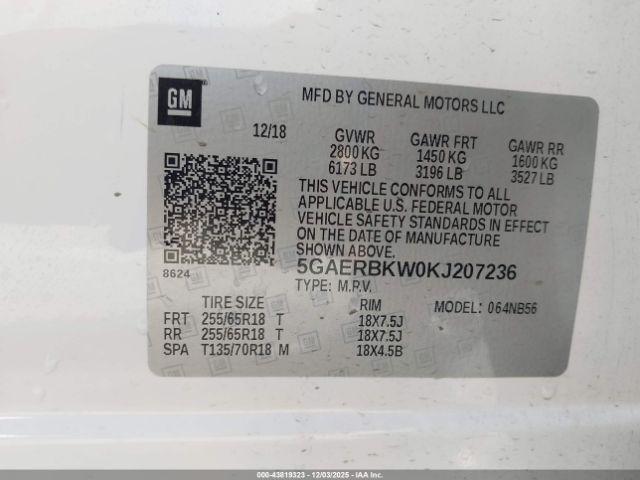 GM
MFD BY GENERAL MOTORS LLC
12/18 GVWR GAWR FRT GAWR RR
2800 KG 1450 KG 1600 KG
6173 LB 3196 LB 3527 LB
THIS VEHICLE CONFORMS TO ALL
APPLICABLE U.S. FEDERAL MOTOR
VEHICLE SAFETY STANDARDS IN EFFECT
ON THE DATE OF MANUFACTURE
SHOWN ABOVE.
8624 5GAERBKW0KJ207236
TYPE: M.P.V.
TIRE SIZE RIM MODEL: 064NB56
FRT 255/65R18 T 18X7.5J
RR 255/65R18 T 18X7.5J
SPA T135/70R18 M 18X4.5B
000-43819323 - 12/03/2025 - IAA Inc.